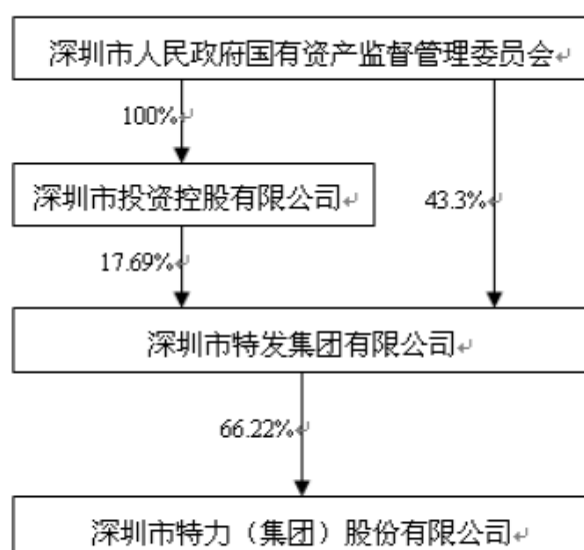 深圳市人民政府国有资产监督管理委员会
100%
深圳市投资控股有限公司
43.3%
17.69%
深圳市特发集团有限公司
66.22%
深圳市特力（集团）股份有限公司